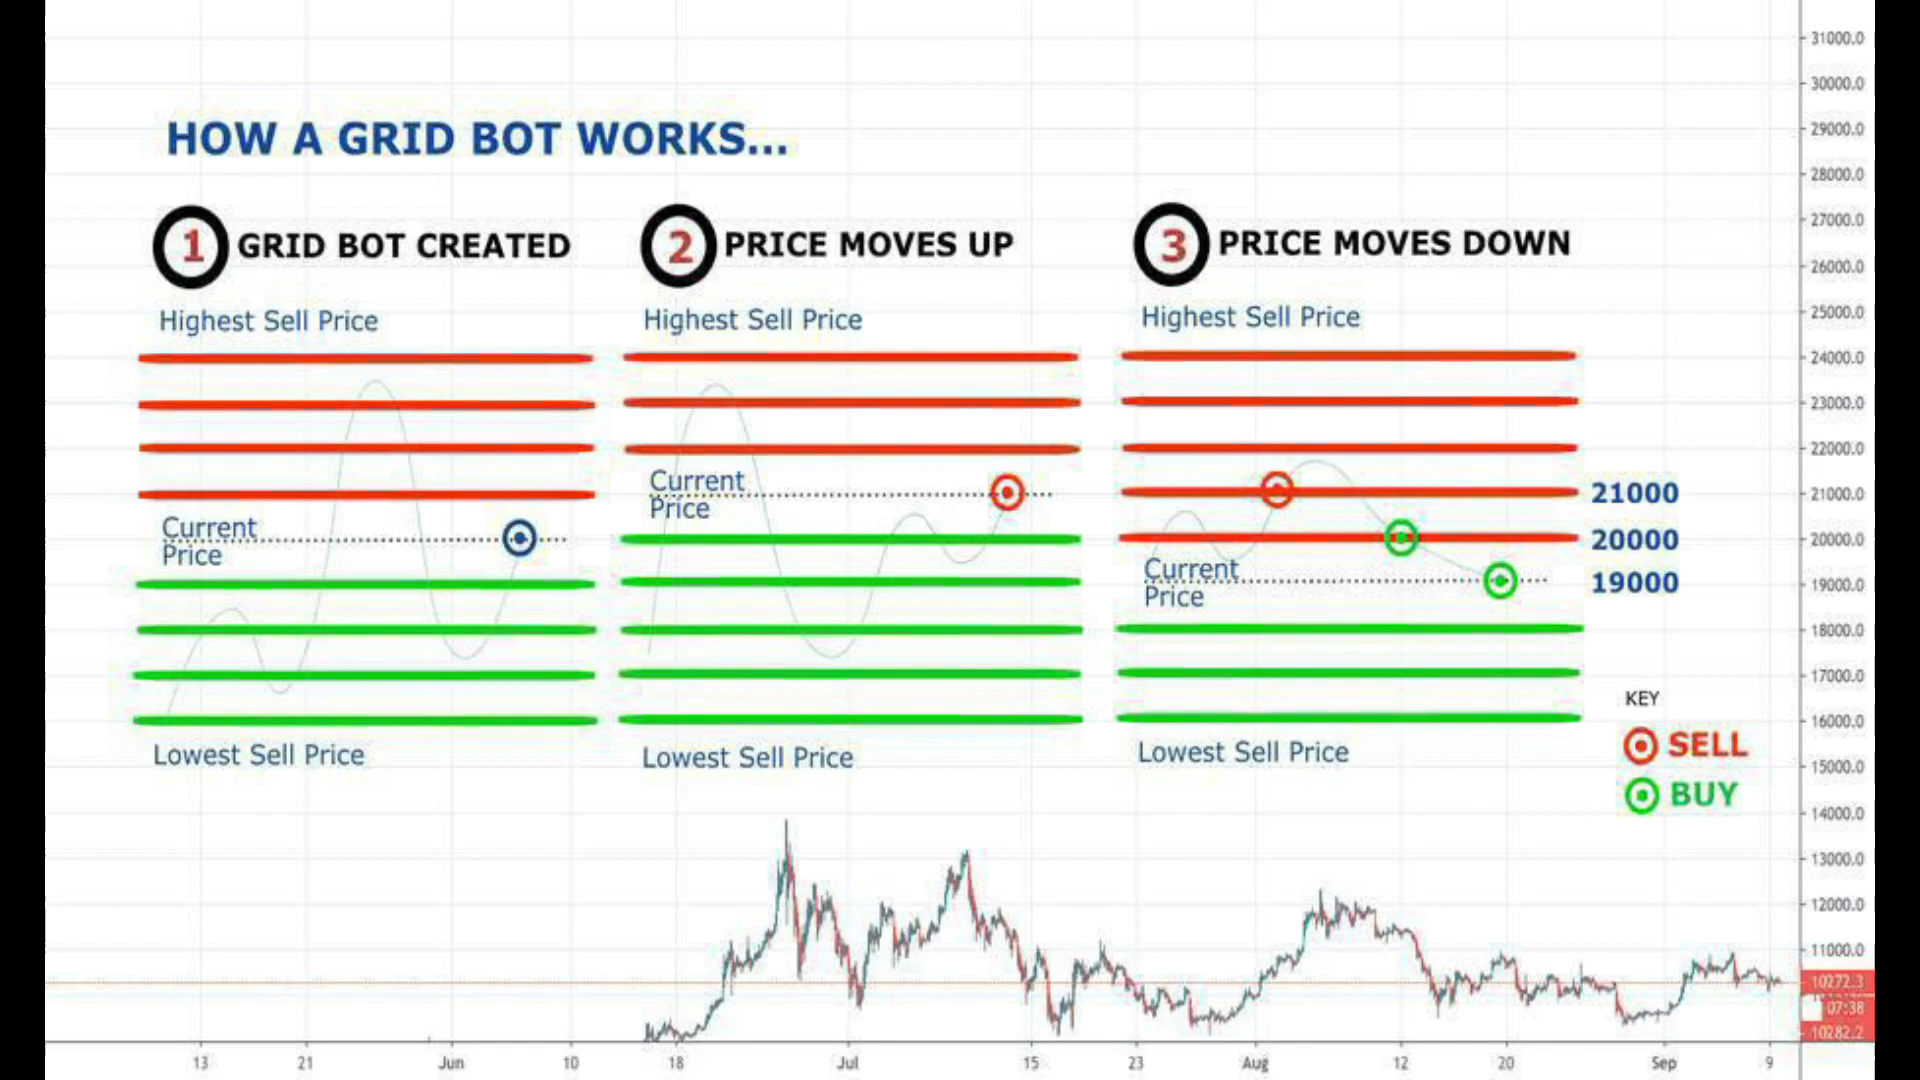 HOW A GRID BOT WORKS...
1 GRID BOT CREATED
Highest Sell Price
Current
Price
Lowest Sell Price
2 PRICE MOVES UP
Highest Sell Price
Current
Price
Lowest Sell Price
3 PRICE MOVES DOWN
Highest Sell Price
21000
20000
Current
Price
19000
Lowest Sell Price
KEY
SELL
BUY
31000.0
30000.0
29000.0
28000.0
27000.0
26000.0
25000.0
24000.0
23000.0
22000.0
21000.0
20000.0
19000.0
18000.0
17000.0
16000.0
15000.0
14000.0
13000.0
12000.0
11000.0
10272.3
07:38
10282.2
13 21 Jun 10 18 Jul 15 23 Aug 12 20 Sep 9